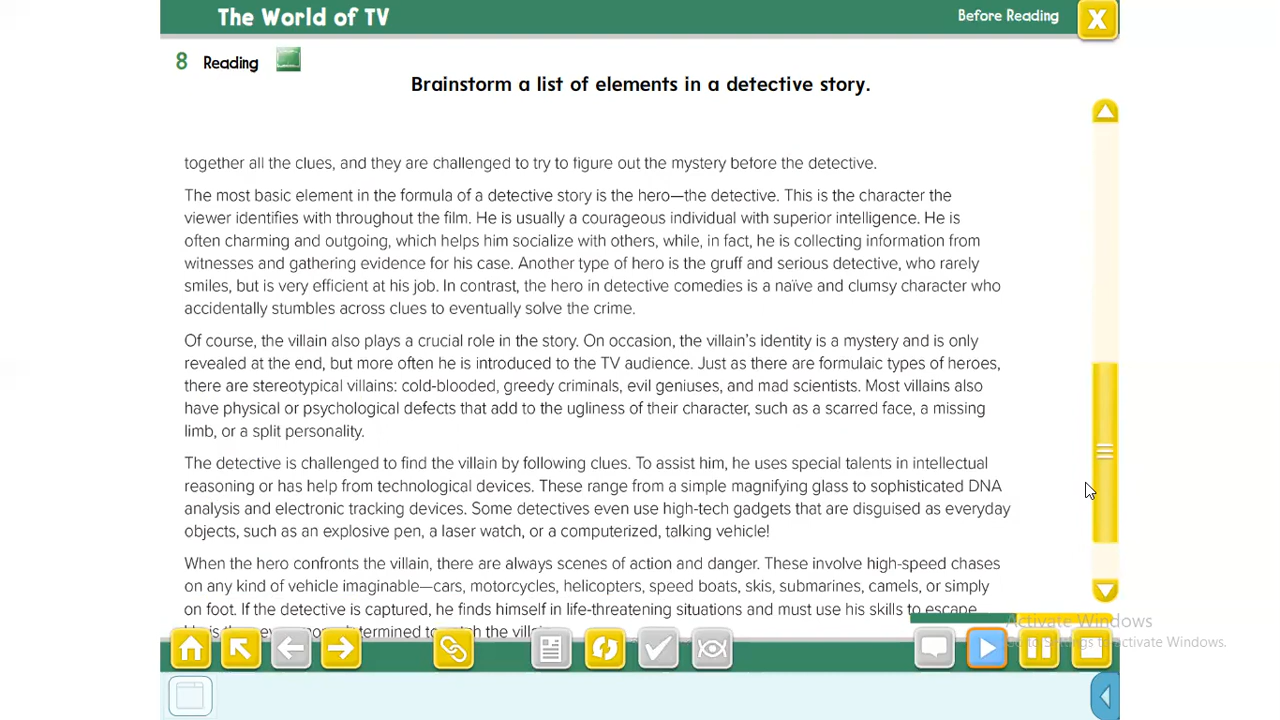 The World of TV
Before Reading
X
8 Reading
Brainstorm a list of elements in a detective story.
together all the clues, and they are challenged to try to figure out the mystery before the detective.
The most basic element in the formula of a detective story is the hero—the detective. This is the character the
viewer identifies with throughout the film. He is usually a courageous individual with superior intelligence. He is
often charming and outgoing, which helps him socialize with others, while, in fact, he is collecting information from
witnesses and gathering evidence for his case. Another type of hero is the gruff and serious detective, who rarely
smiles, but is very efficient at his job. In contrast, the hero in detective comedies is a naïve and clumsy character who
accidentally stumbles across clues to eventually solve the crime.
Of course, the villain also plays a crucial role in the story. On occasion, the villain's identity is a mystery and is only
revealed at the end, but more often he is introduced to the TV audience. Just as there are formulaic types of heroes,
there are stereotypical villains: cold-blooded, greedy criminals, evil geniuses, and mad scientists. Most villains also
have physical or psychological defects that add to the ugliness of their character, such as a scarred face, a missing
limb, or a split personality.
The detective is challenged to find the villain by following clues. To assist him, he uses special talents in intellectual
reasoning or has help from technological devices. These range from a simple magnifying glass to sophisticated DNA
analysis and electronic tracking devices. Some detectives even use high-tech gadgets that are disguised as everyday
objects, such as an explosive pen, a laser watch, or a computerized, talking vehicle!
When the hero confronts the villain, there are always scenes of action and danger. These involve high-speed chases
on any kind of vehicle imaginable—cars, motorcycles, helicopters, speed boats, skis, submarines, camels, or simply
on foot. If the detective is captured, he finds himself in life-threatening situations and must use his skills to escape.
Activate Windows
Go to Settings to activate Windows.